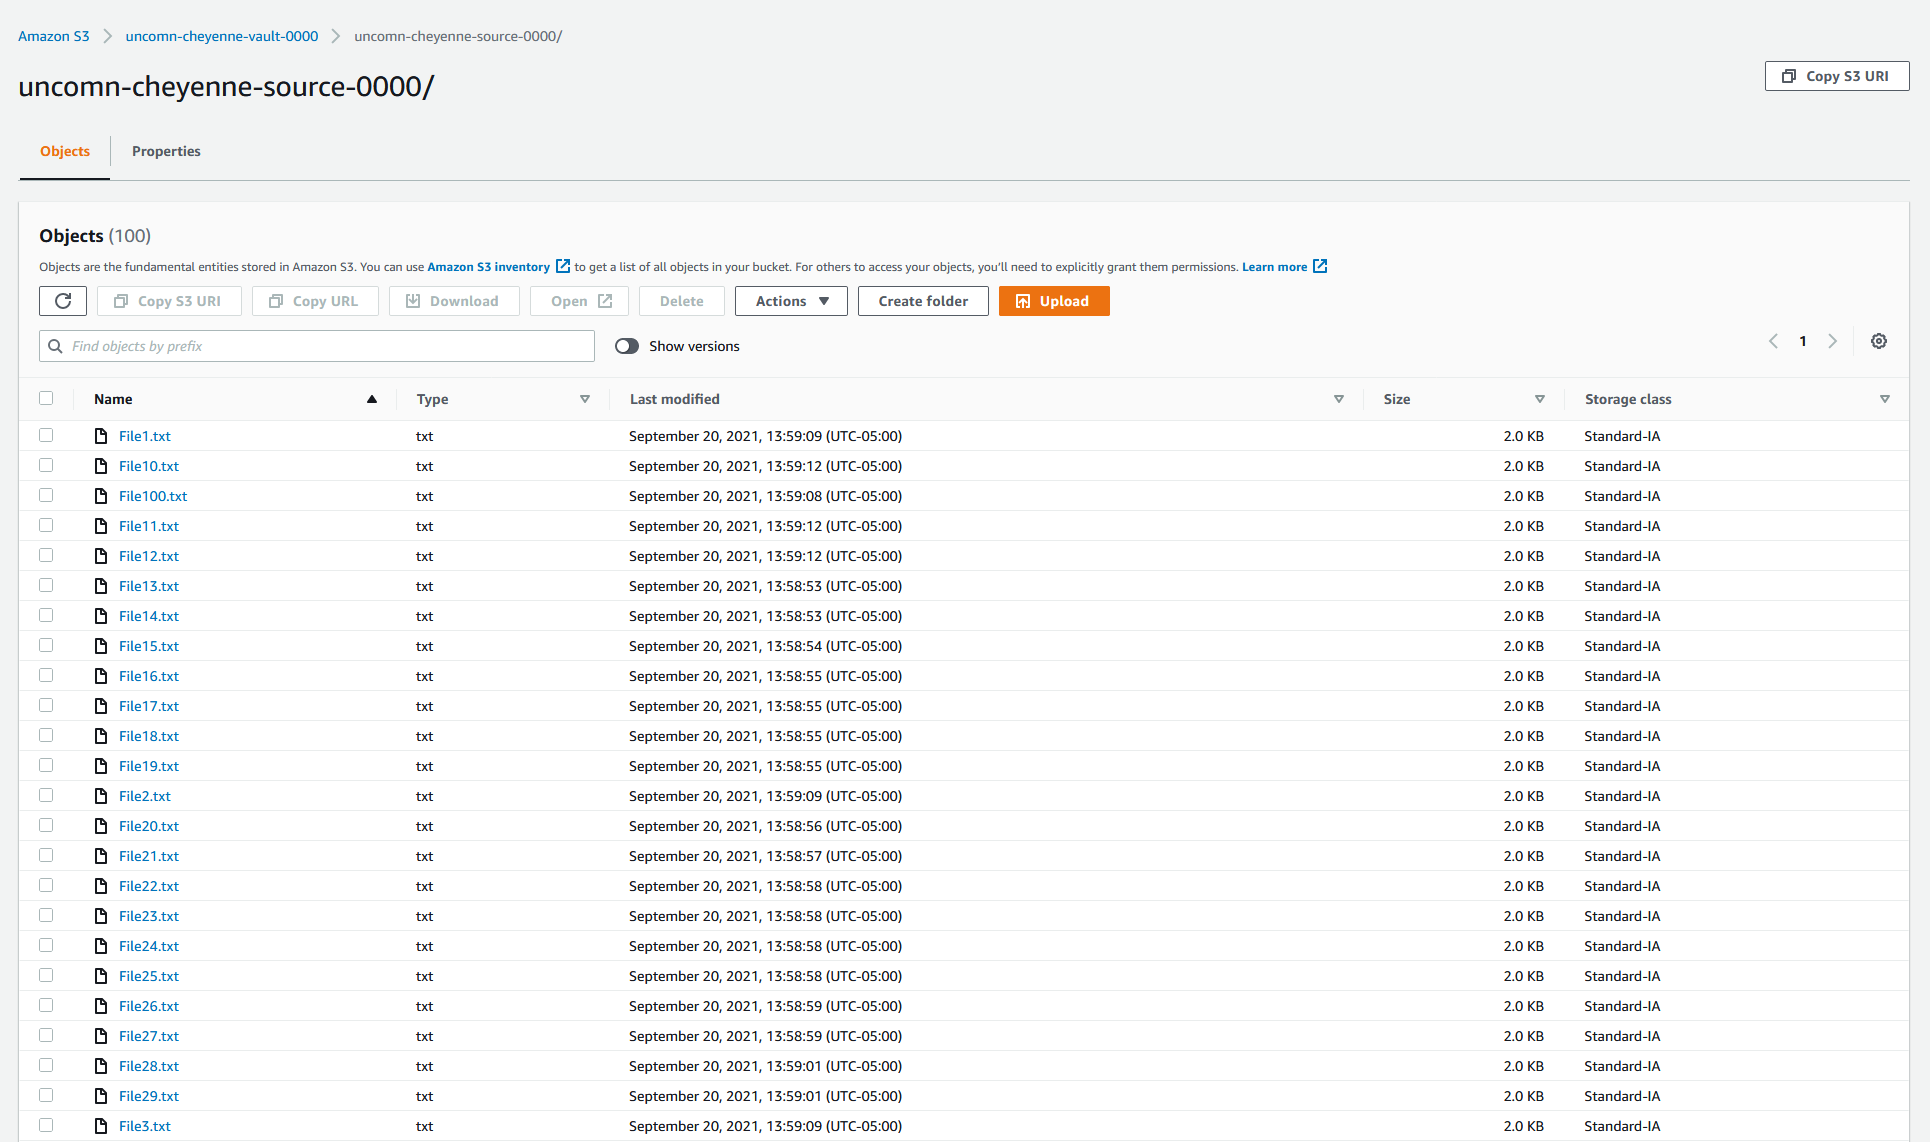 Amazon S3 uncomn-cheyenne-vault-0000 uncomn-cheyenne-source-0000/
uncomn-cheyenne-source-0000/
Copy S3 URI
Objects Properties
Objects (100)
Objects are the fundamental entities stored in Amazon S3. You can use Amazon S3 inventory to get a list of all objects in your bucket. For others to access your objects, you'll need to explicitly grant them permissions. Learn more
Copy S3 URI Copy URL Download Open Delete Actions Create folder Upload
Find objects by prefix Show versions 1
Name Type Last modified Size Storage class
File1.txt txt September 20, 2021, 13:59:09 (UTC-05:00) 2.0 KB Standard-IA
File10.txt txt September 20, 2021, 13:59:12 (UTC-05:00) 2.0 KB Standard-IA
File100.txt txt September 20, 2021, 13:59:08 (UTC-05:00) 2.0 KB Standard-IA
File11.txt txt September 20, 2021, 13:59:12 (UTC-05:00) 2.0 KB Standard-IA
File12.txt txt September 20, 2021, 13:59:12 (UTC-05:00) 2.0 KB Standard-IA
File13.txt txt September 20, 2021, 13:58:53 (UTC-05:00) 2.0 KB Standard-IA
File14.txt txt September 20, 2021, 13:58:53 (UTC-05:00) 2.0 KB Standard-IA
File15.txt txt September 20, 2021, 13:58:54 (UTC-05:00) 2.0 KB Standard-IA
File16.txt txt September 20, 2021, 13:58:55 (UTC-05:00) 2.0 KB Standard-IA
File17.txt txt September 20, 2021, 13:58:55 (UTC-05:00) 2.0 KB Standard-IA
File18.txt txt September 20, 2021, 13:58:55 (UTC-05:00) 2.0 KB Standard-IA
File19.txt txt September 20, 2021, 13:58:55 (UTC-05:00) 2.0 KB Standard-IA
File2.txt txt September 20, 2021, 13:59:09 (UTC-05:00) 2.0 KB Standard-IA
File20.txt txt September 20, 2021, 13:58:56 (UTC-05:00) 2.0 KB Standard-IA
File21.txt txt September 20, 2021, 13:58:57 (UTC-05:00) 2.0 KB Standard-IA
File22.txt txt September 20, 2021, 13:58:58 (UTC-05:00) 2.0 KB Standard-IA
File23.txt txt September 20, 2021, 13:58:58 (UTC-05:00) 2.0 KB Standard-IA
File24.txt txt September 20, 2021, 13:58:58 (UTC-05:00) 2.0 KB Standard-IA
File25.txt txt September 20, 2021, 13:58:58 (UTC-05:00) 2.0 KB Standard-IA
File26.txt txt September 20, 2021, 13:58:59 (UTC-05:00) 2.0 KB Standard-IA
File27.txt txt September 20, 2021, 13:58:59 (UTC-05:00) 2.0 KB Standard-IA
File28.txt txt September 20, 2021, 13:59:01 (UTC-05:00) 2.0 KB Standard-IA
File29.txt txt September 20, 2021, 13:59:01 (UTC-05:00) 2.0 KB Standard-IA
File3.txt txt September 20, 2021, 13:59:09 (UTC-05:00) 2.0 KB Standard-IA